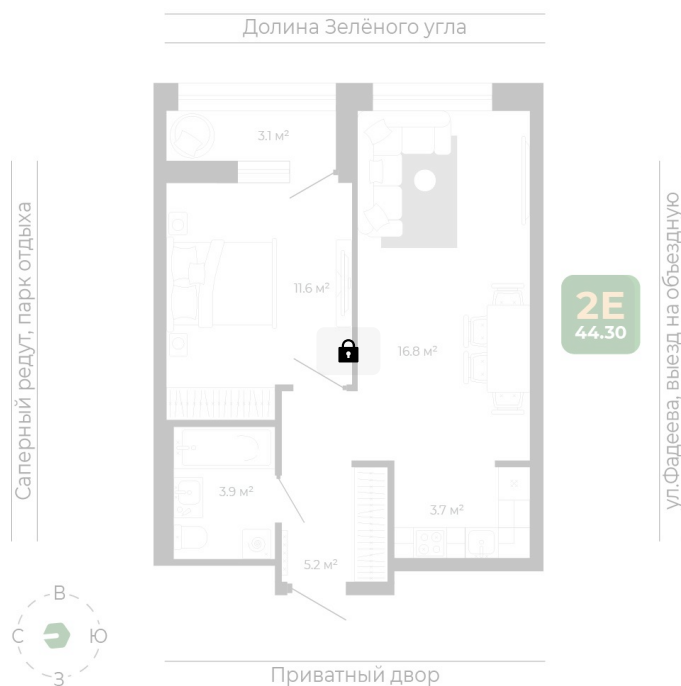 Долина Зелёного угла
3.1 м²
Саперный редут, парк отдыха
ул.Фадеева, выезд на объездную
11.6 м²
2Е
44.30
16.8 м²
3.9 м²
3.7 м²
5.2 м²
В
С
Ю
З
Приватный двор